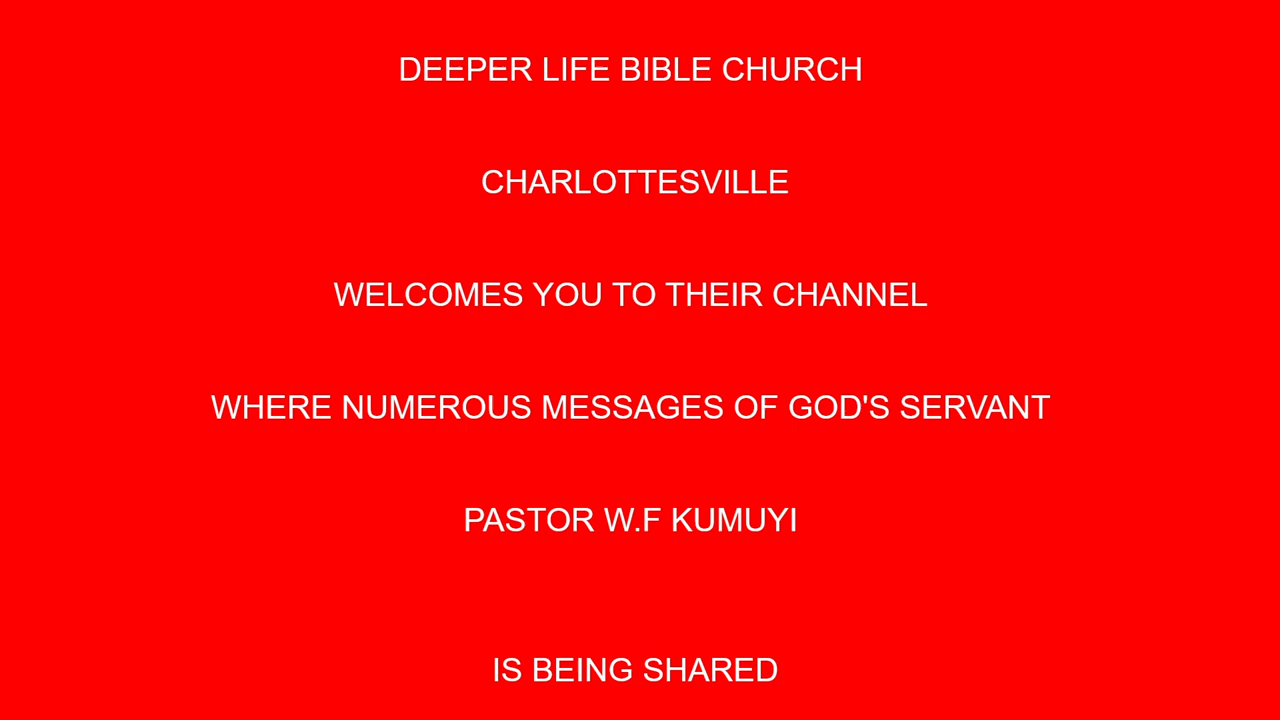 DEEPER LIFE BIBLE CHURCH
CHARLOTTESVILLE
WELCOMES YOU TO THEIR CHANNEL
WHERE NUMEROUS MESSAGES OF GOD'S SERVANT
PASTOR W.F KUMUYI
IS BEING SHARED